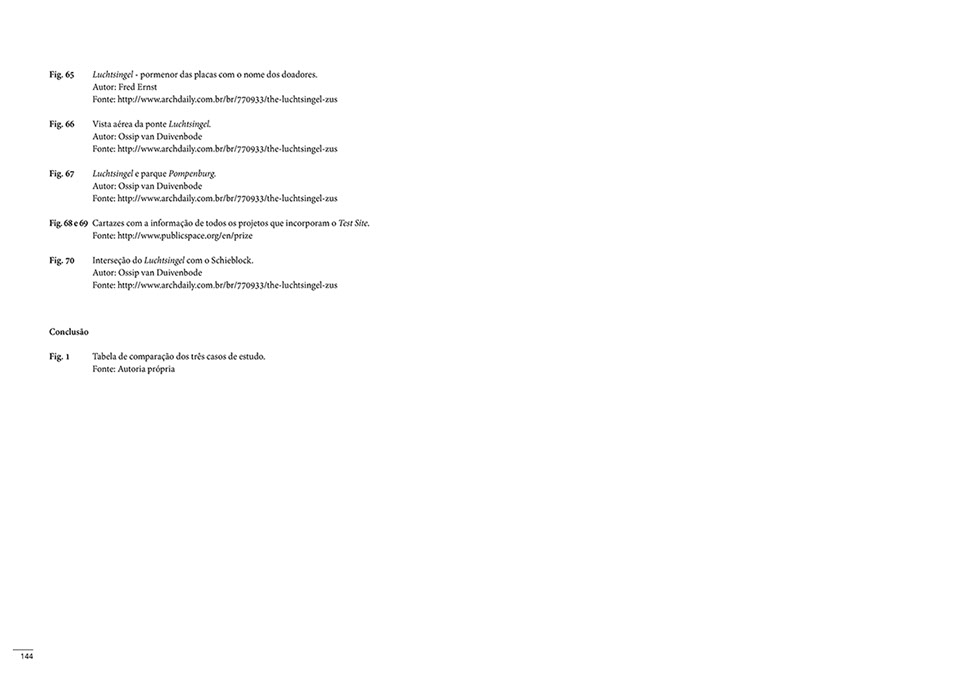 Fig. 65 Luchtsingel - pormenor das placas com o nome dos doadores.
Autor: Fred Ernst
Fonte: http://www.archdaily.com.br/br/770933/the-luchtsingel-zus
Fig. 66 Vista aérea da ponte Luchtsingel.
Autor: Ossip van Duivenbode
Fonte: http://www.archdaily.com.br/br/770933/the-luchtsingel-zus
Fig. 67 Luchtsingel e parque Pompenburg.
Autor: Ossip van Duivenbode
Fonte: http://www.archdaily.com.br/br/770933/the-luchtsingel-zus
Fig. 68 e 69 Cartazes com a informação de todos os projetos que incorporam o Test Site.
Fonte: http://www.publicspace.org/en/prize
Fig. 70 Interseção do Luchtsingel com o Schieblock.
Autor: Ossip van Duivenbode
Fonte: http://www.archdaily.com.br/br/770933/the-luchtsingel-zus
Conclusão
Fig. 1 Tabela de comparação dos três casos de estudo.
Fonte: Autoria própria
144